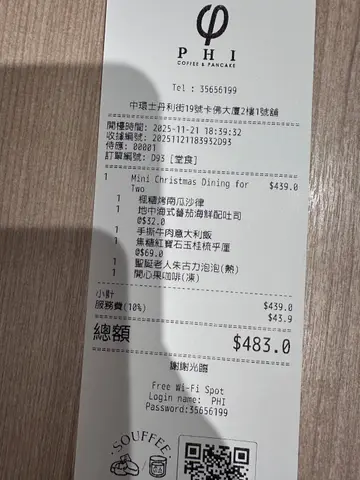 PHI
COFFEE & PANCAKE
Tel : 35656199
中環士丹利街19號卡佛大廈2樓1號舖
開檯時間: 2025-11-21 18:39:32
收據編號: 20251121183932D93
侍應: 00001
訂單編號: D93 [堂食]
1 Mini Christmas Dining for Two $439.0
1 楓糖烤南瓜沙律
1 地中海式蕃茄海鮮配吐司
@$32.0
1 手撕牛肉意大利飯
1 焦糖紅寶石玉桂梳乎厘
@$69.0
1 聖誕老人朱古力泡泡(熱)
1 開心果咖啡(凍)
小計 $439.0
服務費(10%) $43.9
總額 $483.0
謝謝光臨
Free Wi-Fi Spot
Login name: PHI
Password:35656199
SOUFFEE